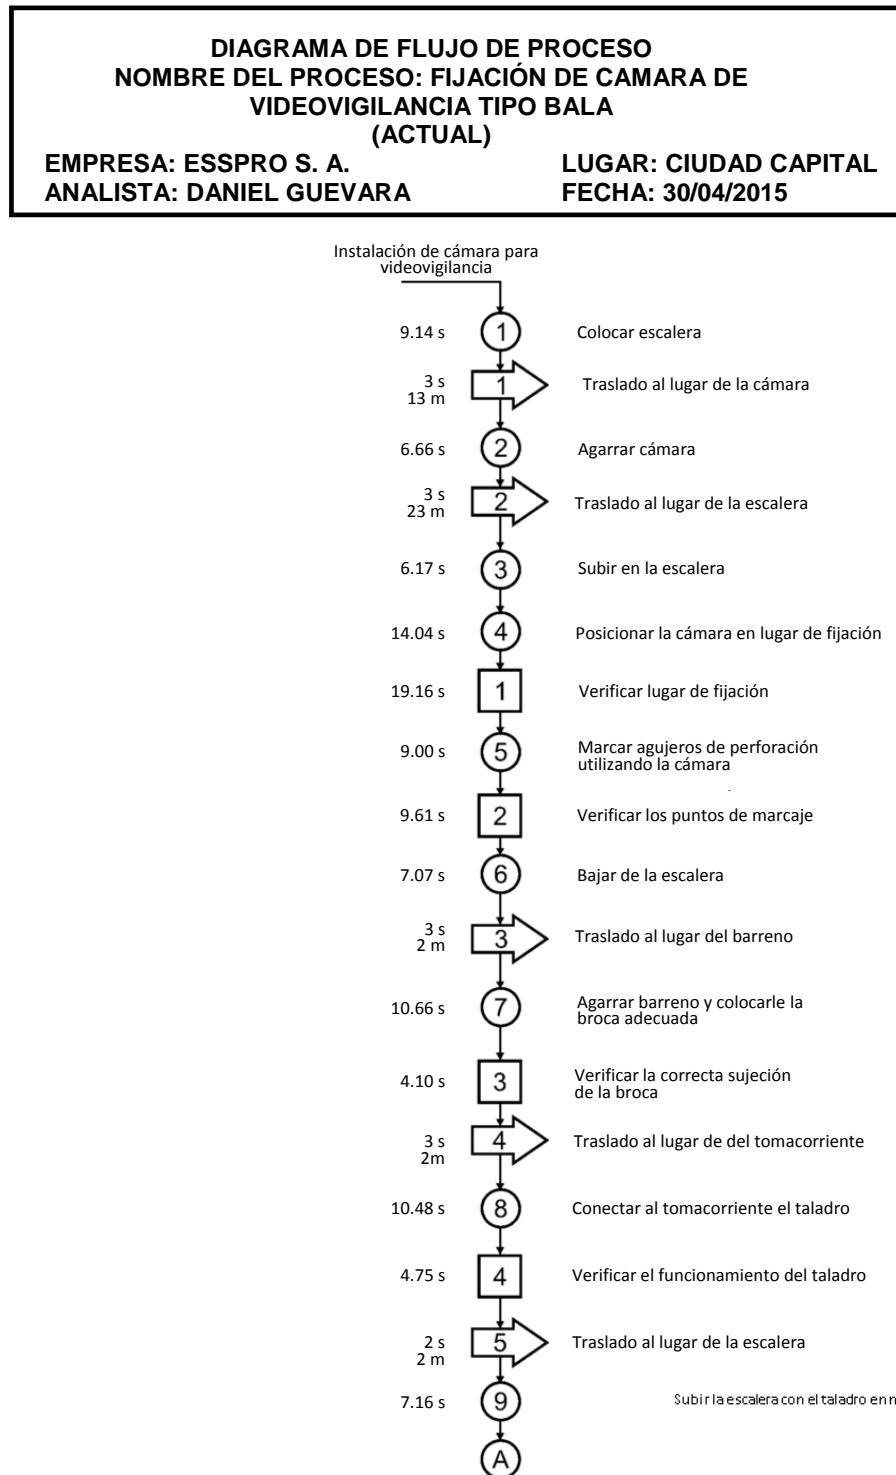 DIAGRAMA DE FLUJO DE PROCESO
NOMBRE DEL PROCESO: FIJACIÓN DE CAMARA DE
VIDEOVIGILANCIA TIPO BALA
(ACTUAL)
EMPRESA: ESSPRO S. A. LUGAR: CIUDAD CAPITAL
ANALISTA: DANIEL GUEVARA FECHA: 30/04/2015
Instalación de cámara para
videovigilancia
9.14 s 1 Colocar escalera
3 s
13 m 1 Traslado al lugar de la cámara
6.66 s 2 Agarrar cámara
3 s
23 m 2 Traslado al lugar de la escalera
6.17 s 3 Subir en la escalera
14.04 s 4 Posicionar la cámara en lugar de fijación
19.16 s 1 Verificar lugar de fijación
9.00 s 5 Marcar agujeros de perforación
utilizando la cámara
9.61 s 2 Verificar los puntos de marcaje
7.07 s 6 Bajar de la escalera
3 s
2 m 3 Traslado al lugar del barreno
10.66 s 7 Agarrar barreno y colocarle la
broca adecuada
4.10 s 3 Verificar la correcta sujeción
de la broca
3 s
2m 4 Traslado al lugar de del tomacorriente
10.48 s 8 Conectar al tomacorriente el taladro
4.75 s 4 Verificar el funcionamiento del taladro
2 s
2 m 5 Traslado al lugar de la escalera
7.16 s 9 Subir la escalera con el taladro en
A